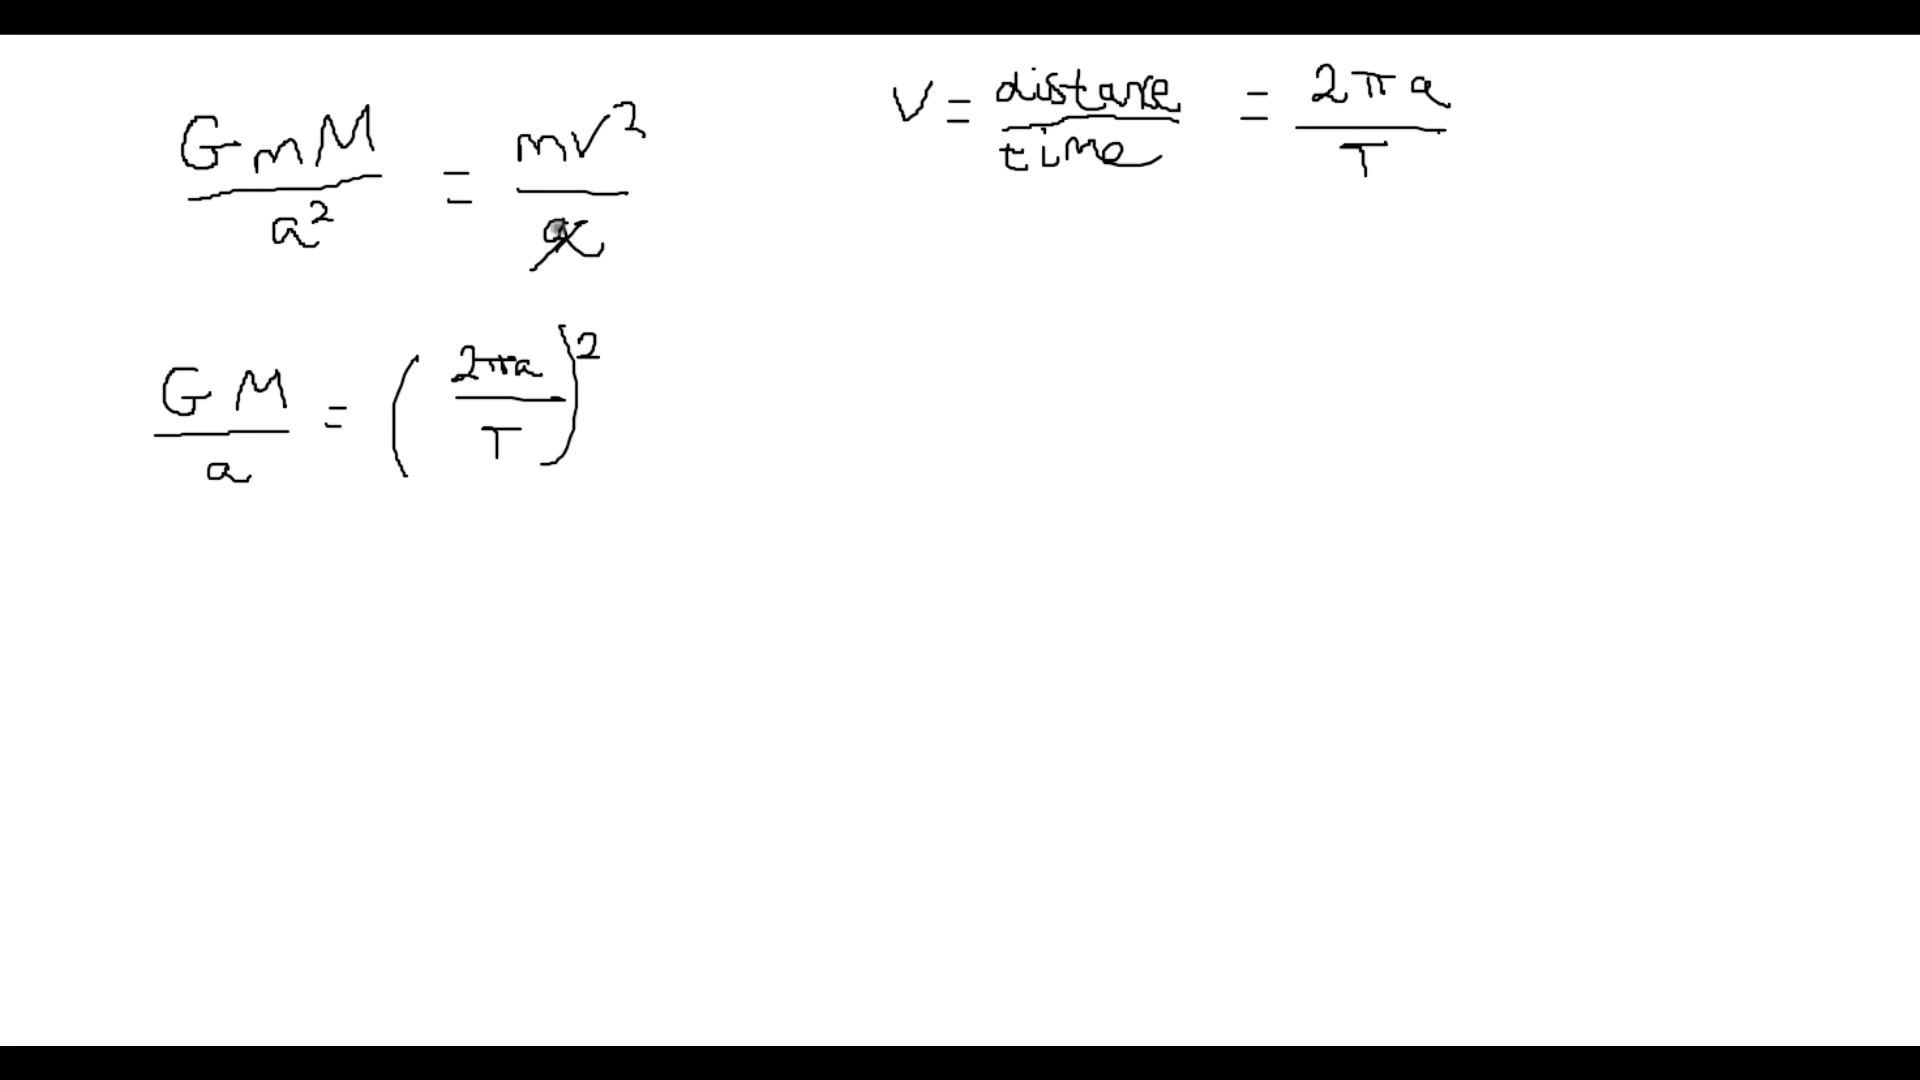 GmM/a² = mv²/a
V = distance/time = 2πa/T
GM/a = (2πa/T)²